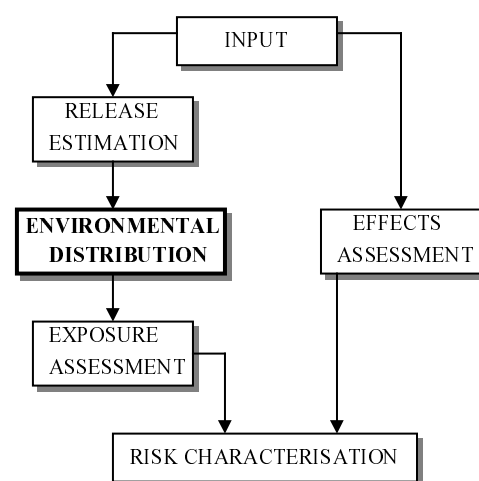 INPUT
RELEASE
ESTIMATION
ENVIRONMENTAL
DISTRIBUTION
EFFECTS
ASSESSMENT
EXPOSURE
ASSESSMENT
RISK CHARACTERISATION